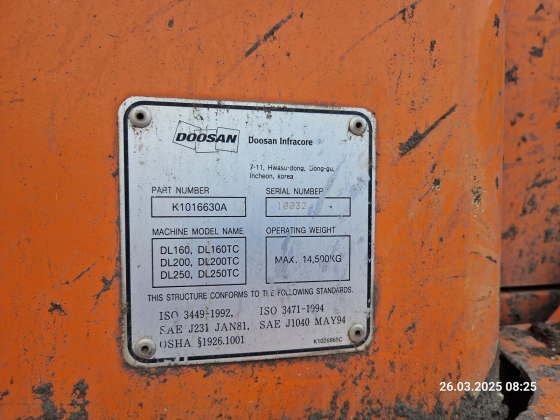 DOOSAN Doosan Infracore
7-11, Hwasu-dong, Dong-gu,
Incheon, korea
PART NUMBER SERIAL NUMBER
K1016630A 10032
MACHINE MODEL NAME OPERATING WEIGHT
DL160, DL160TC
DL200, DL200TC MAX. 14,500KG
DL250, DL250TC
THIS STRUCTURE CONFORMS TO THE FOLLOWING STANDARDS.
ISO 3449-1992, ISO 3471-1994
SAE J231 JAN81, SAE J1040 MAY94
OSHA §1926.1001
K1026865C
26.03.2025 08:25